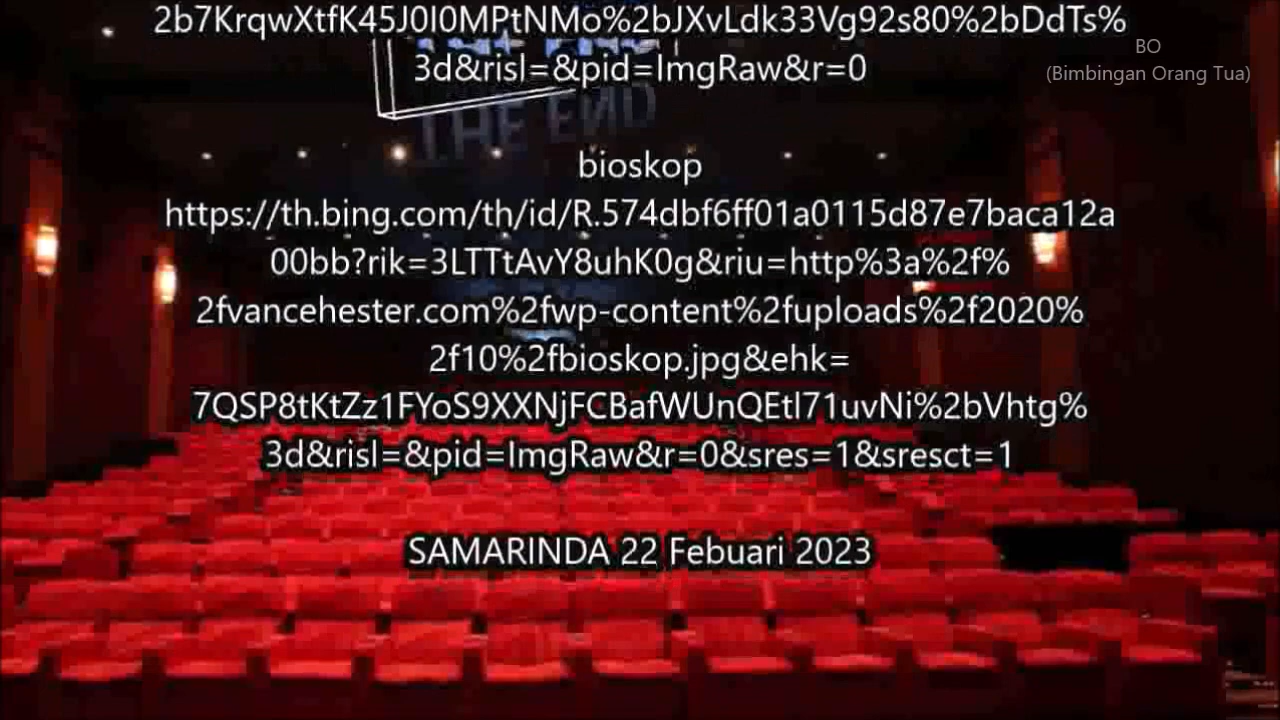 2b7KrqwXtfK45J0I0MPtNMo%2bJXvLdk33Vg92s80%2bDdTs%
3d&risl=&pid=ImgRaw&r=0
BO
(Bimbingan Orang Tua)
THE END
bioskop
https://th.bing.com/th/id/R.574dbf6ff01a0115d87e7baca12a
00bb?rik=3LTTtAvY8uhK0g&riu=http%3a%2f%
2fvancehester.com%2fwp-content%2fuploads%2f2020%
2f10%2fbioskop.jpg&ehk=
7QSP8tKtZz1FYoS9XXNjFCBafWUnQEtl71uvNi%2bVhtg%
3d&risl=&pid=ImgRaw&r=0&sres=1&sresct=1
SAMARINDA 22 Febuari 2023